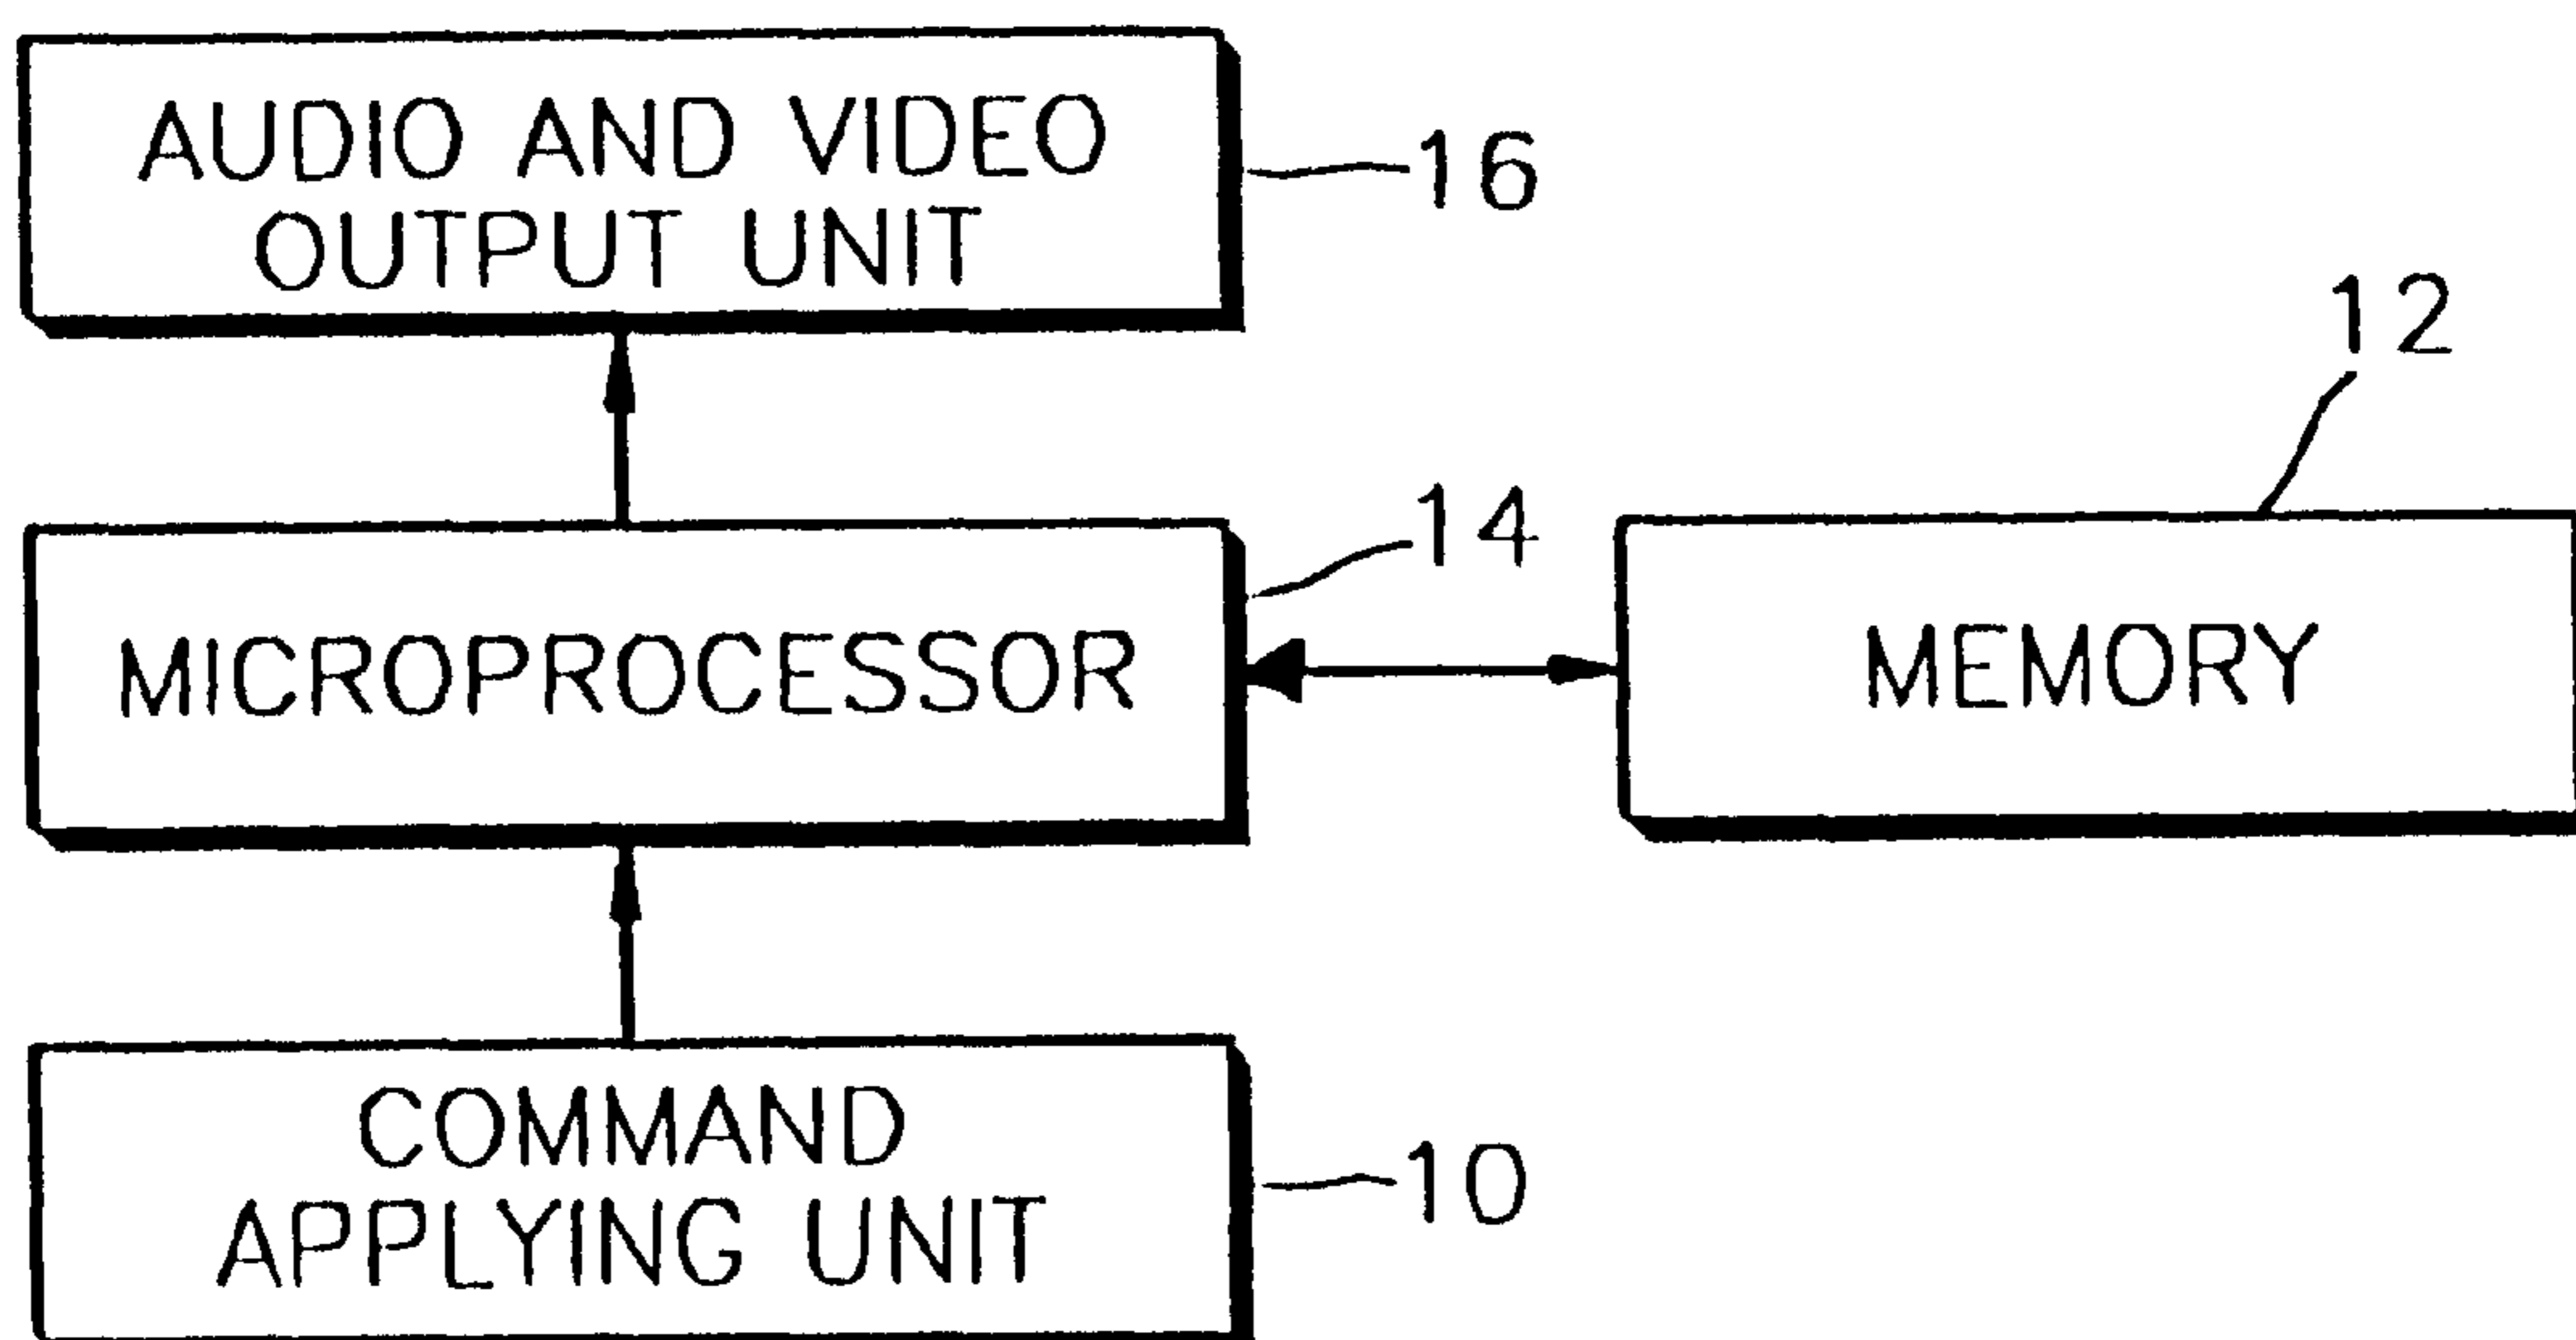 AUDIO AND VIDEO
OUTPUT UNIT
16
12
14
MICROPROCESSOR
MEMORY
COMMAND
APPLYING UNIT
10